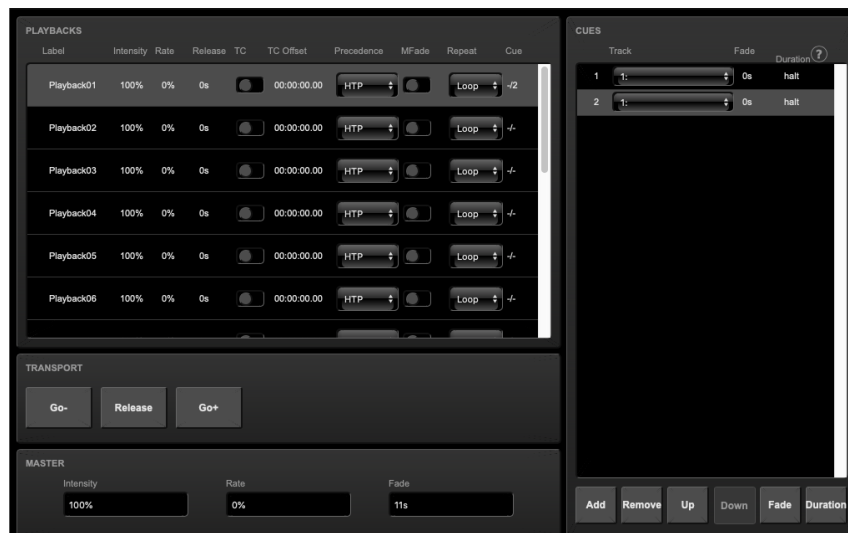 PLAYBACKS
Label Intensity Rate Release TC TC Offset Precedence MFade Repeat Cue
Playback01 100% 0% 0s 00:00:00.00 HTP Loop -/2
Playback02 100% 0% 0s 00:00:00.00 HTP Loop -/-
Playback03 100% 0% 0s 00:00:00.00 HTP Loop -/-
Playback04 100% 0% 0s 00:00:00.00 HTP Loop -/-
Playback05 100% 0% 0s 00:00:00.00 HTP Loop -/-
Playback06 100% 0% 0s 00:00:00.00 HTP Loop -/-
TRANSPORT
Go- Release Go+
MASTER
Intensity Rate Fade
100% 0% 11s
CUES
Track Fade Duration ?
1 1: 0s halt
2 1: 0s halt
Add Remove Up Down Fade Duration